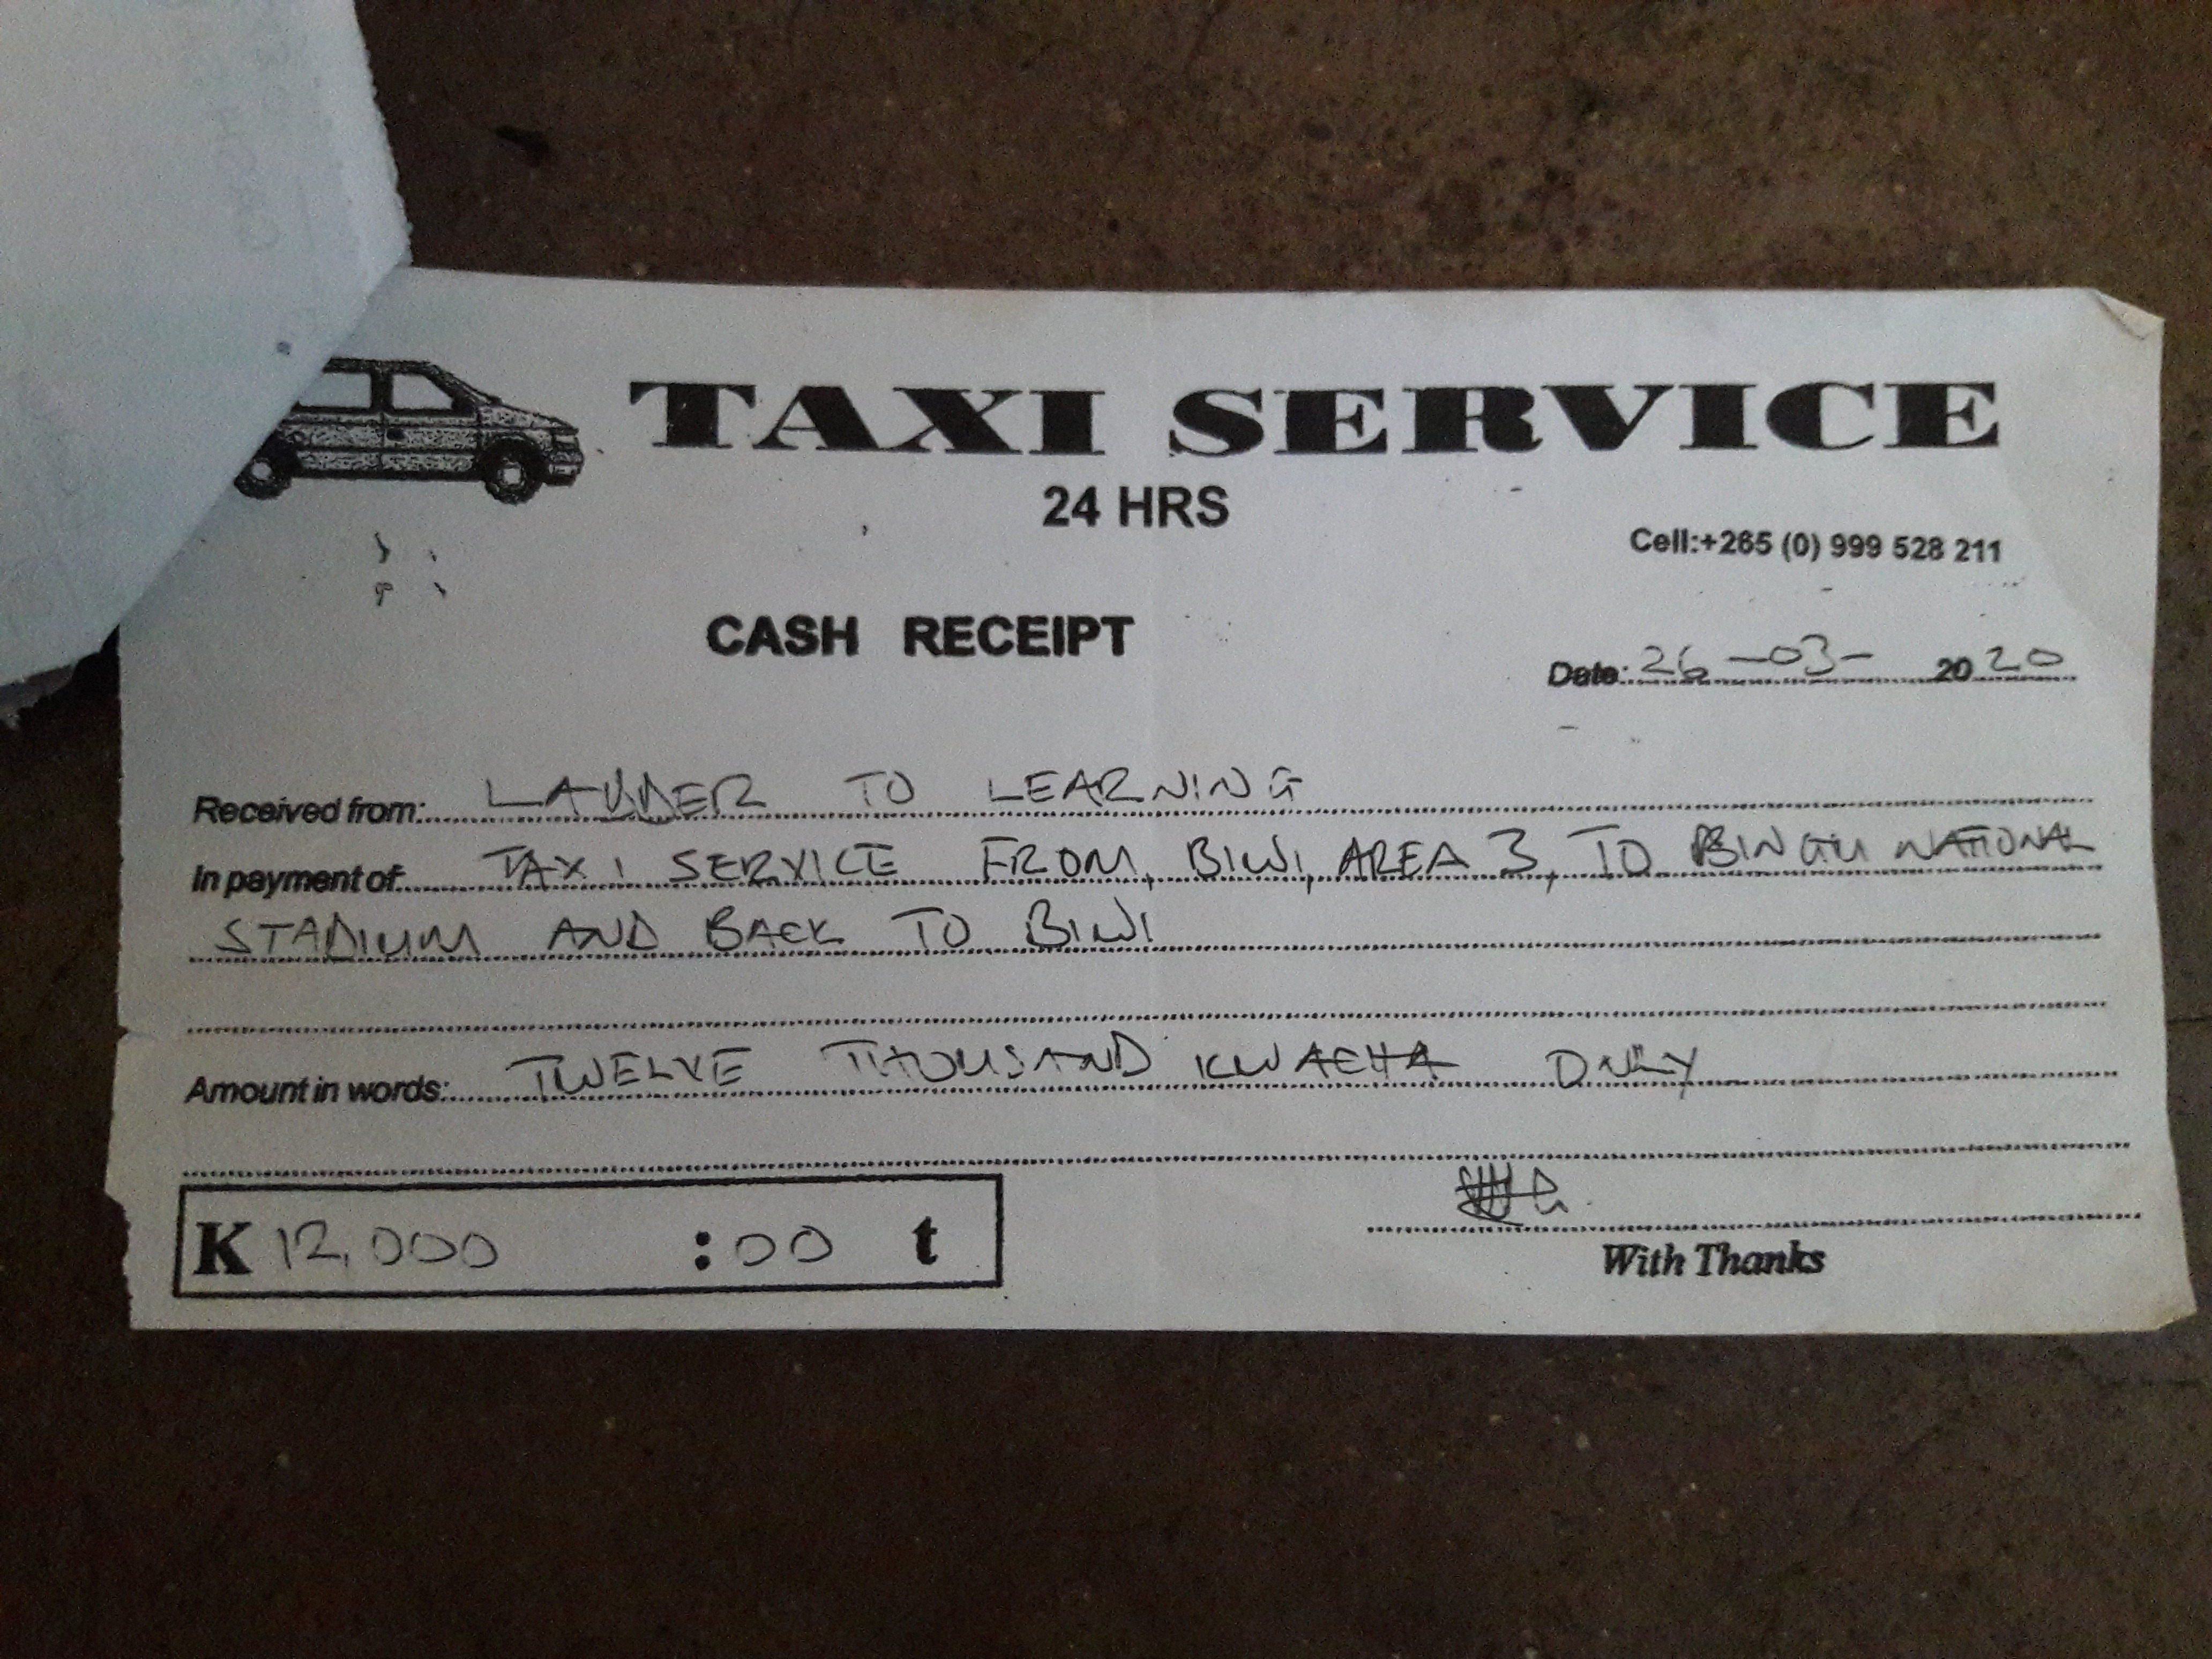 TAXI SERVICE
24 HRS
Cell:+265 (0) 999 528 211
CASH RECEIPT
Date: 26-03- 2020
Received from: LADDER TO LEARNING
In payment of: TAXI SERVICE FROM, BIWI, AREA 3, TO BINGU NATIONAL
STADIUM AND BACK TO BIWI
Amount in words: TWELVE THOUSAND KWACHA ONLY
K 12,000 :00 t
With Thanks